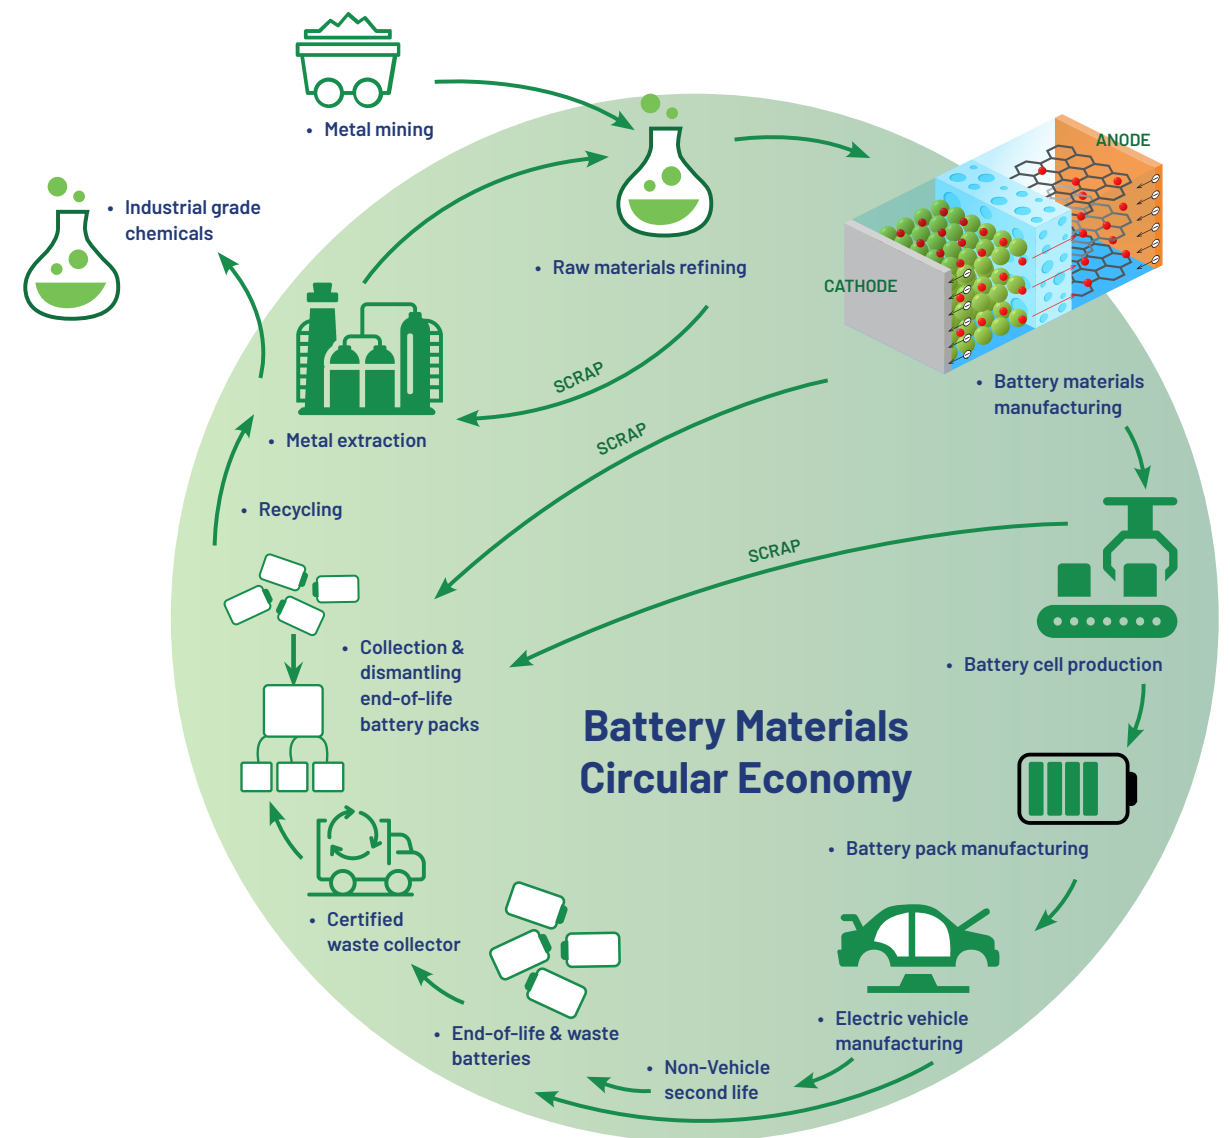 • Metal mining
• Industrial grade
chemicals
• Raw materials refining
ANODE
CATHODE
• Battery materials
manufacturing
SCRAP
• Metal extraction
SCRAP
• Recycling
SCRAP
• Collection &
dismantling
end-of-life
battery packs
• Battery cell production
Battery Materials
Circular Economy
• Battery pack manufacturing
• Certified
waste collector
• Electric vehicle
manufacturing
• End-of-life & waste
batteries
• Non-Vehicle
second life